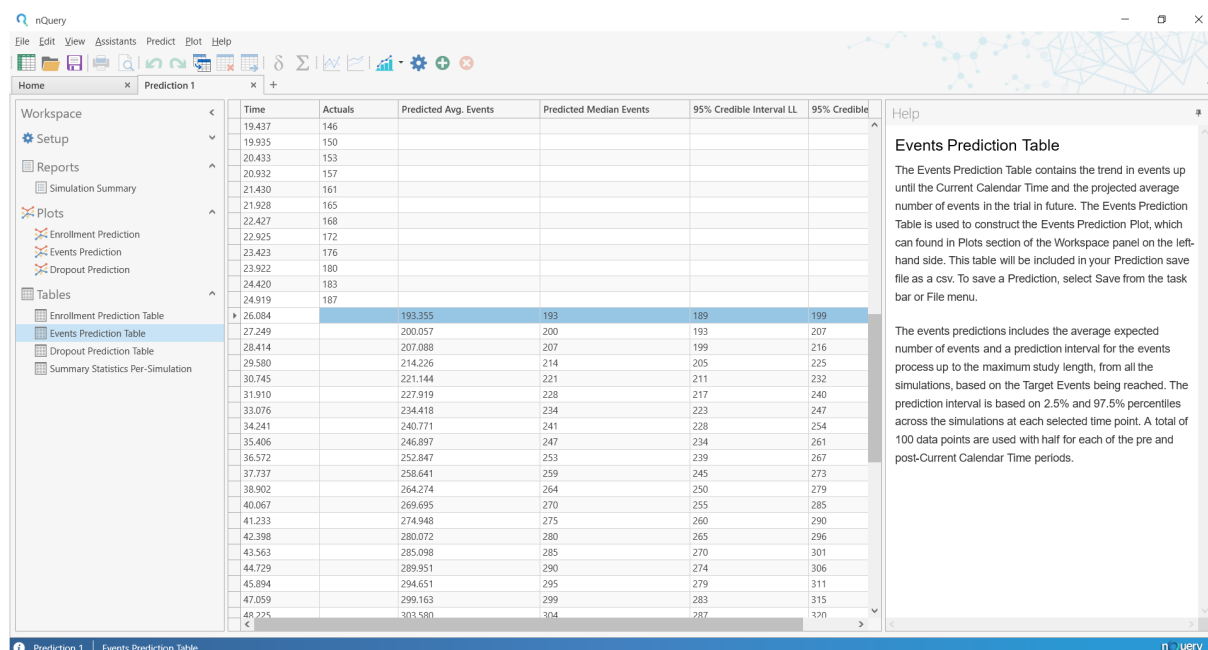 nQuery
File Edit View Assistants Predict Plot Help
Home × Prediction 1 × +
Workspace
Setup
Reports
Simulation Summary
Plots
Enrollment Prediction
Events Prediction
Dropout Prediction
Tables
Enrollment Prediction Table
Events Prediction Table
Dropout Prediction Table
Summary Statistics Per-Simulation
Time Actuals Predicted Avg. Events Predicted Median Events 95% Credible Interval LL 95% Credible
19.437 146
19.935 150
20.433 153
20.932 157
21.430 161
21.928 165
22.427 168
22.925 172
23.423 176
23.922 180
24.420 183
24.919 187
26.084 193.355 193 189 199
27.249 200.057 200 193 207
28.414 207.088 207 199 216
29.580 214.226 214 205 225
30.745 221.144 221 211 232
31.910 227.919 228 217 240
33.076 234.418 234 223 247
34.241 240.771 241 228 254
35.406 246.897 247 234 261
36.572 252.847 253 239 267
37.737 258.641 259 245 273
38.902 264.274 264 250 279
40.067 269.695 270 255 285
41.233 274.948 275 260 290
42.398 280.072 280 265 296
43.563 285.098 285 270 301
44.729 289.951 290 274 306
45.894 294.651 295 279 311
47.059 299.163 299 283 315
48.225 303.580 304 287 320
Help
Events Prediction Table
The Events Prediction Table contains the trend in events up
until the Current Calendar Time and the projected average
number of events in the trial in future. The Events Prediction
Table is used to construct the Events Prediction Plot, which
can found in Plots section of the Workspace panel on the left-
hand side. This table will be included in your Prediction save
file as a csv. To save a Prediction, select Save from the task
bar or File menu.
The events predictions includes the average expected
number of events and a prediction interval for the events
process up to the maximum study length, from all the
simulations, based on the Target Events being reached. The
prediction interval is based on 2.5% and 97.5% percentiles
across the simulations at each selected time point. A total of
100 data points are used with half for each of the pre and
post-Current Calendar Time periods.
Prediction 1 | Events Prediction Table
nQuery